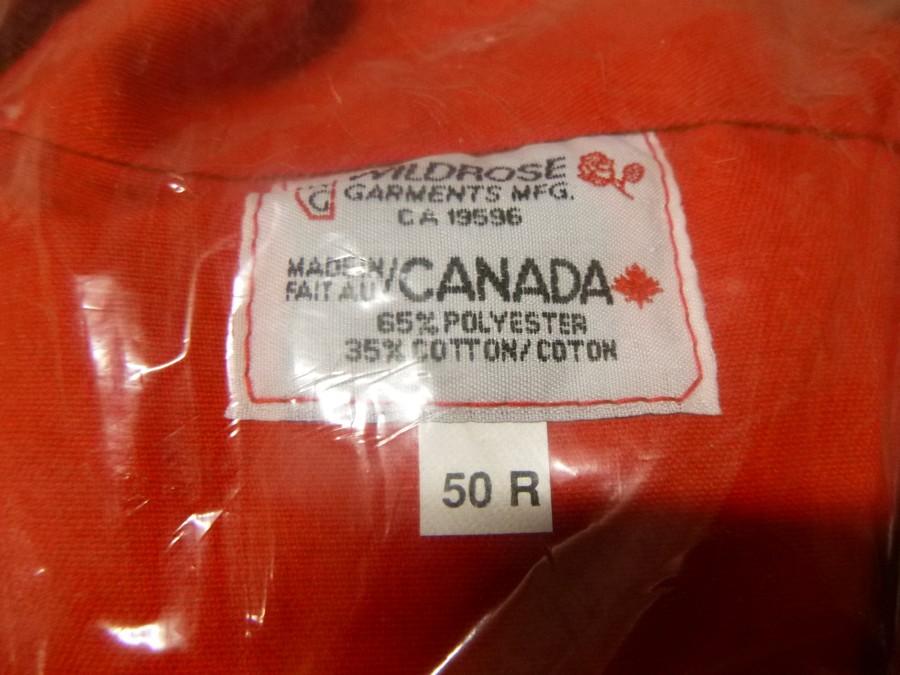 WILDROSE
GARMENTS MFG.
CA 19596
MADE IN / CANADA
FAIT AU
65% POLYESTER
35% COTTON/COTON
50 R